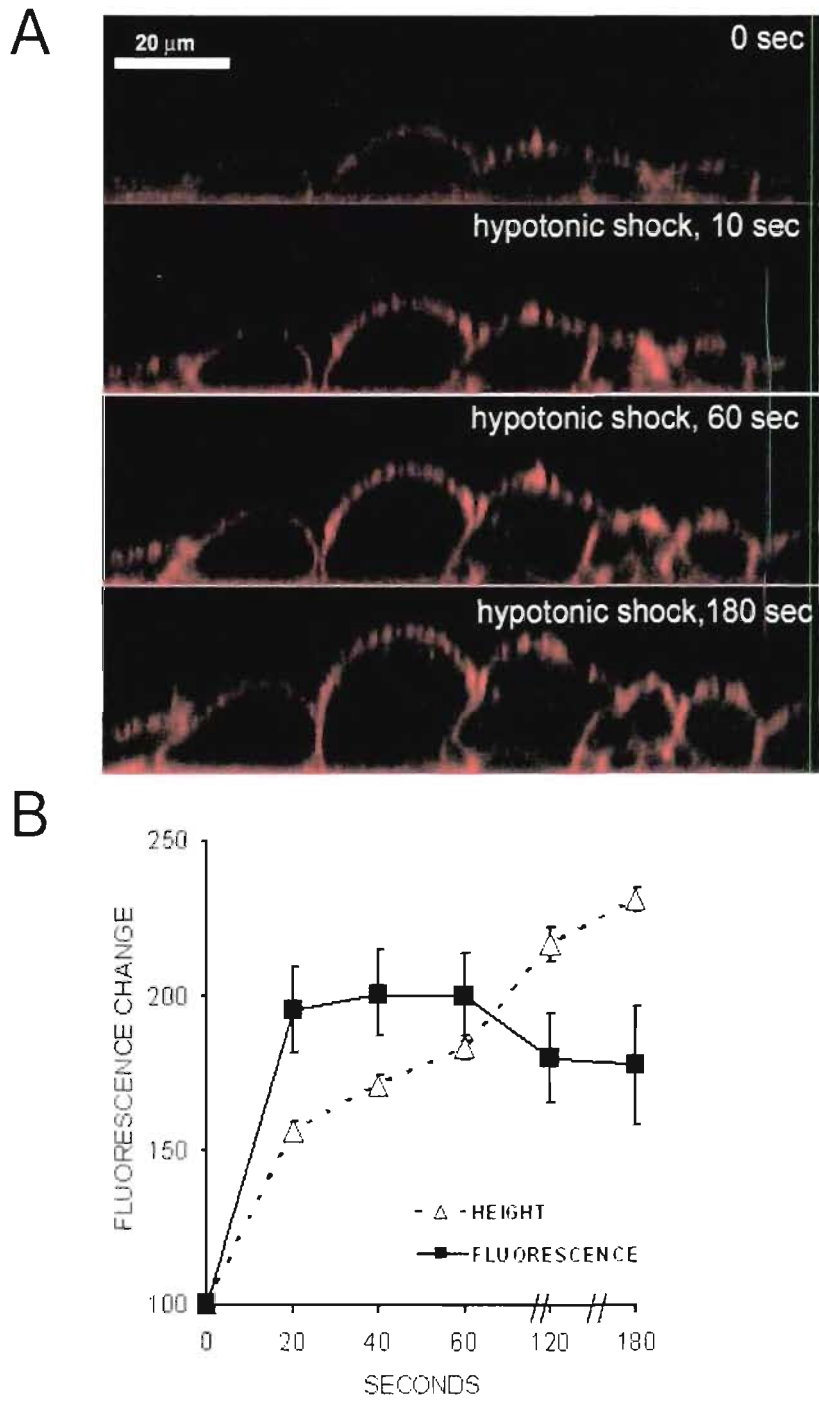 A
20 μm
0 sec
hypotonic shock, 10 sec
hypotonic shock, 60 sec
hypotonic shock,180 sec
B
FLUORESCENCE CHANGE
250
200
150
100
HEIGHT
FLUORESCENCE
0 20 40 60 120 180
SECONDS